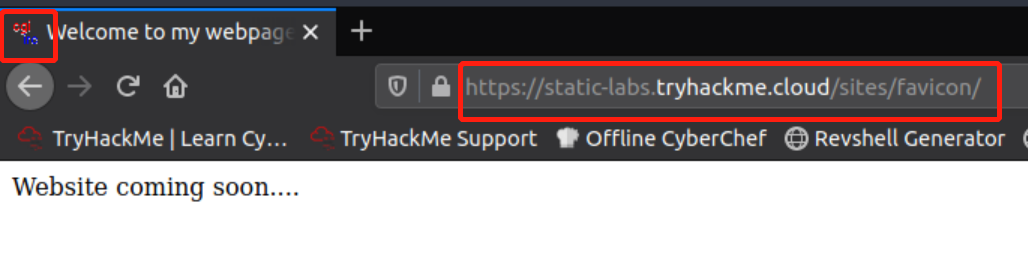 Welcome to my webpage
https://static-labs.tryhackme.cloud/sites/favicon/
TryHackMe | Learn Cy... TryHackMe Support Offline CyberChef Revshell Generator
Website coming soon....